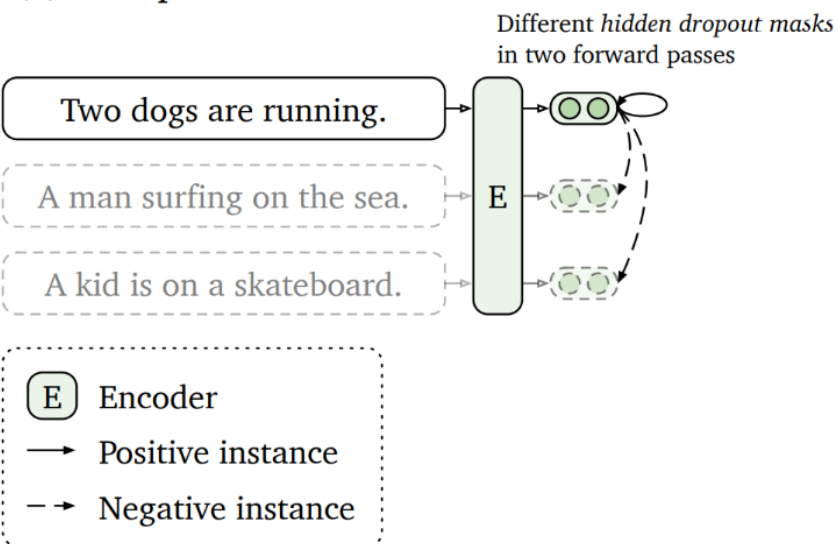 Different hidden dropout masks
in two forward passes
Two dogs are running.
A man surfing on the sea.
E
A kid is on a skateboard.
E Encoder
Positive instance
Negative instance